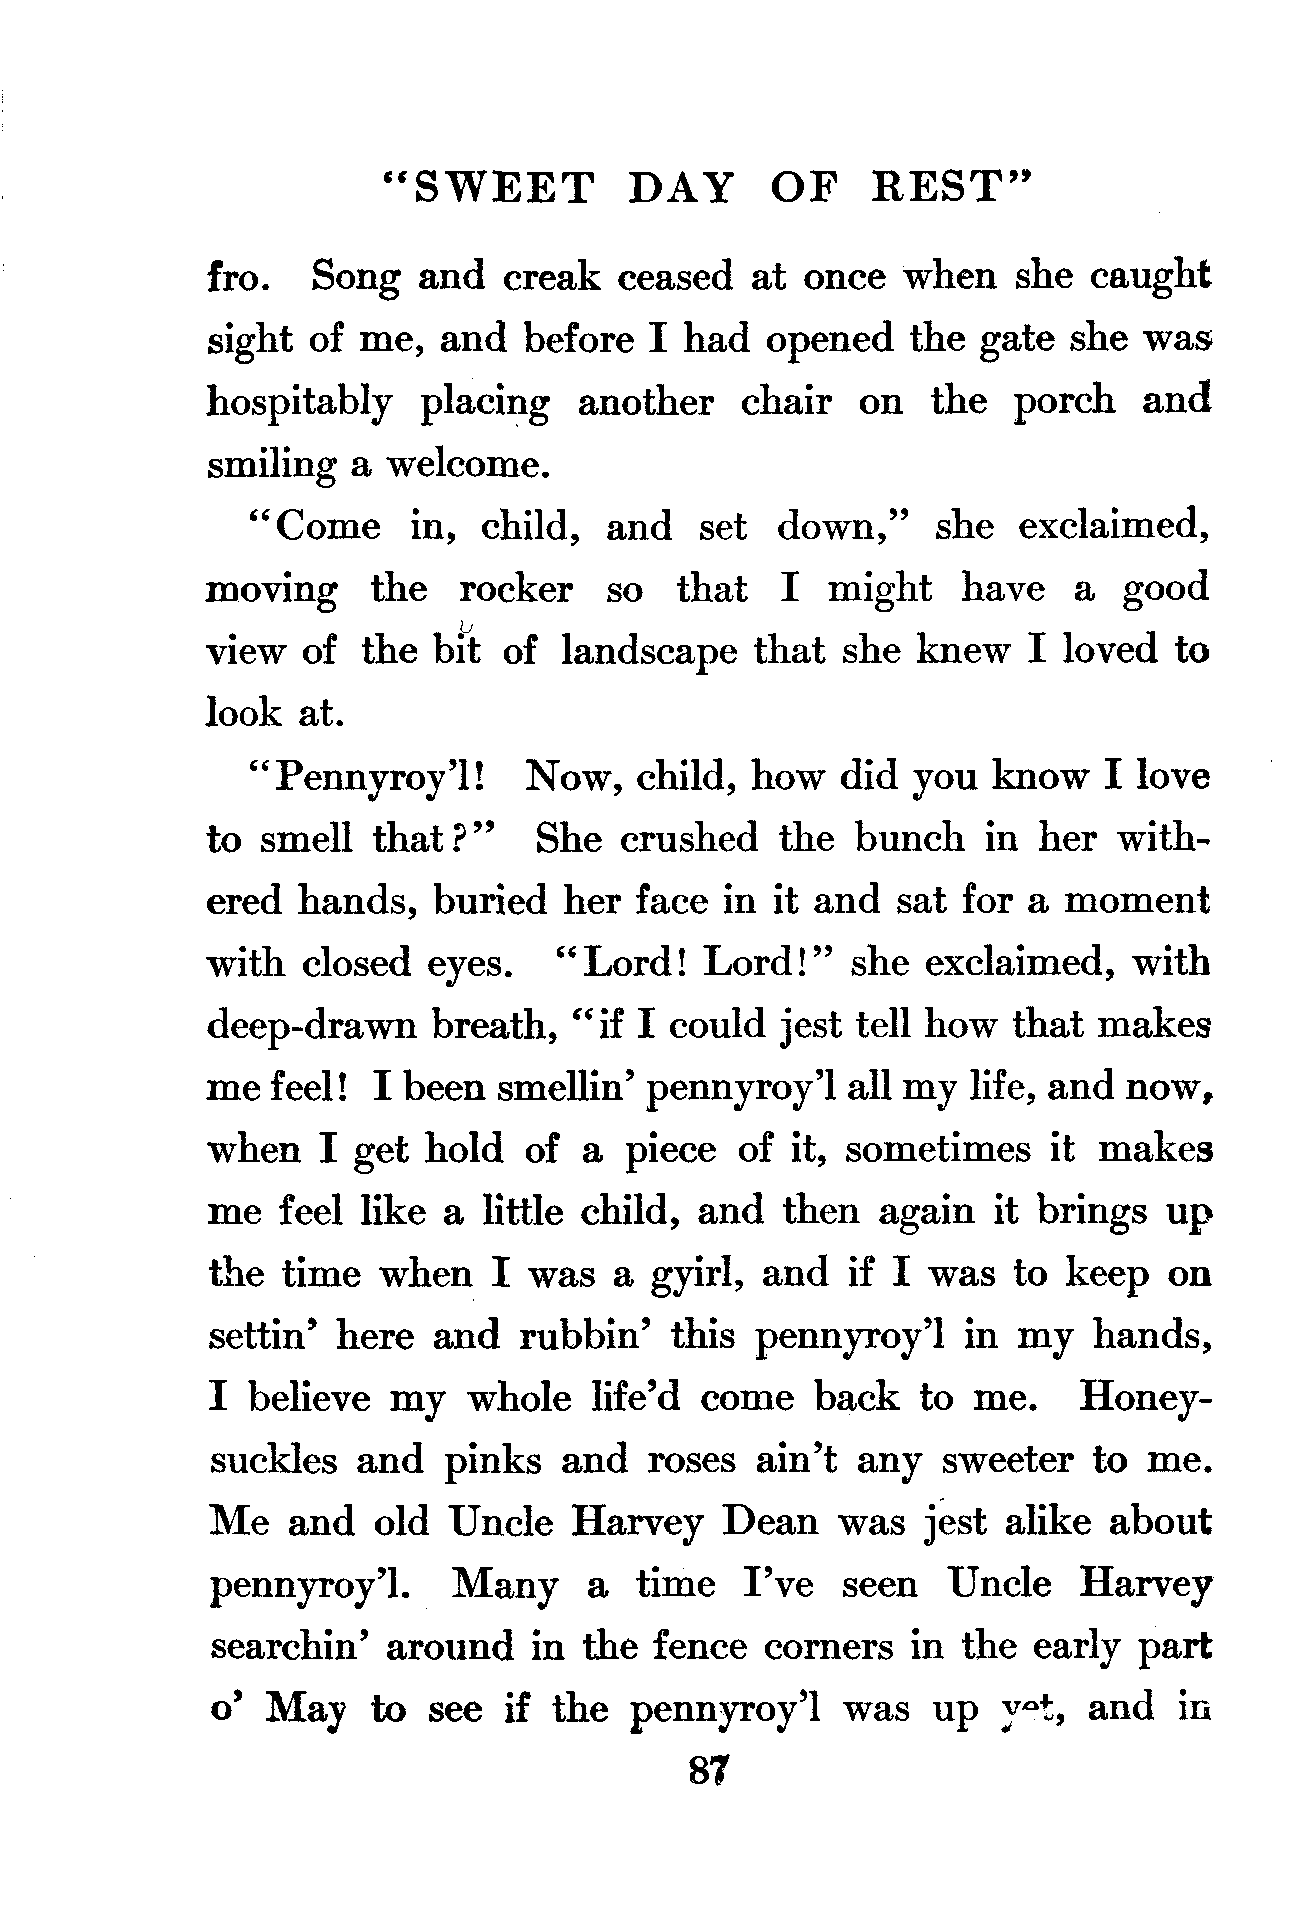 "SWEET DAY OF REST"
fro. Song and creak ceased at once when she caught
sight of me, and before I had opened the gate she was
hospitably placing another chair on the porch and
smiling a welcome.
"Come in, child, and set down," she exclaimed,
moving the rocker so that I might have a good
view of the bit of landscape that she knew I loved to
look at.
"Pennyroy'l! Now, child, how did you know I love
to smell that?" She crushed the bunch in her with-
ered hands, buried her face in it and sat for a moment
with closed eyes. "Lord! Lord!" she exclaimed, with
deep-drawn breath, "if I could jest tell how that makes
me feel! I been smellin' pennyroy'l all my life, and now,
when I get hold of a piece of it, sometimes it makes
me feel like a little child, and then again it brings up
the time when I was a gyirl, and if I was to keep on
settin' here and rubbin' this pennyroy'l in my hands,
I believe my whole life'd come back to me. Honey-
suckles and pinks and roses ain't any sweeter to me.
Me and old Uncle Harvey Dean was jest alike about
pennyroy'l. Many a time I've seen Uncle Harvey
searchin' around in the fence corners in the early part
o' May to see if the pennyroy'l was up yet, and in
87